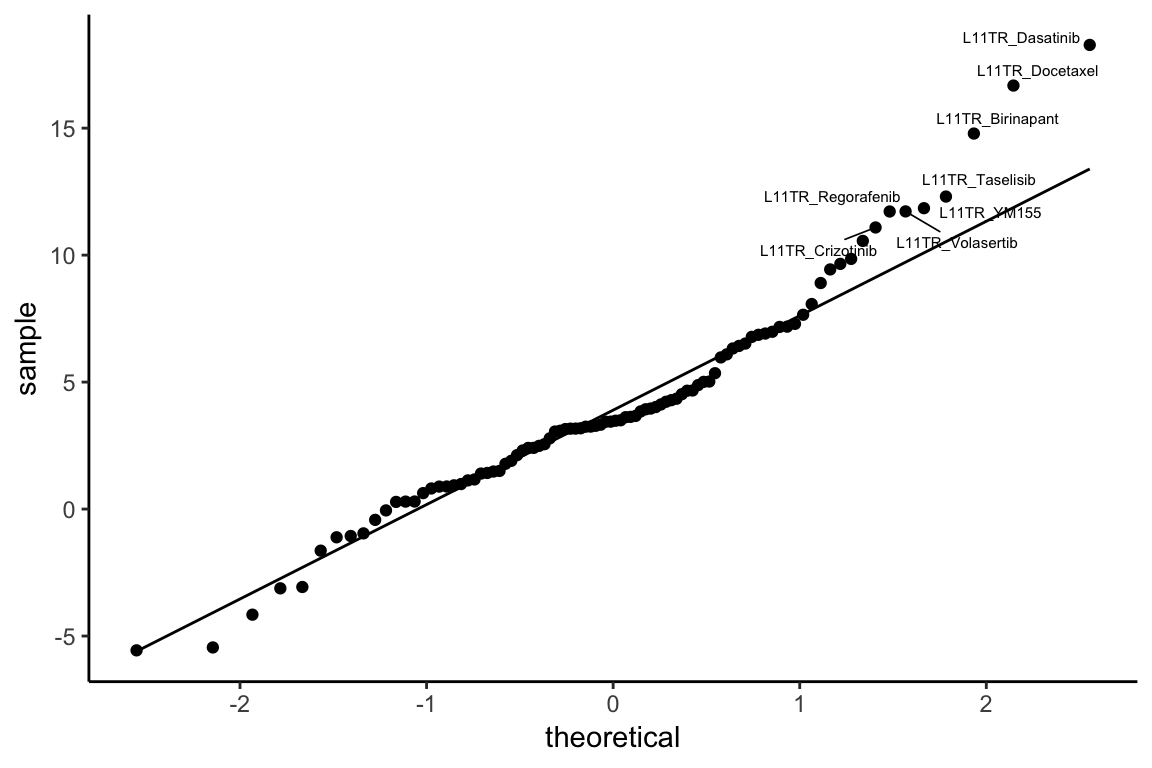 L11TR_Dasatinib
L11TR_Docetaxel
15
L11TR_Birinapant
L11TR_Taselisib
L11TR_Regorafenib
L11TR_YM155
L11TR_Volasertib
L11TR_Crizotinib
10
5
0
-5
sample
-2
-1
0
1
2
theoretical